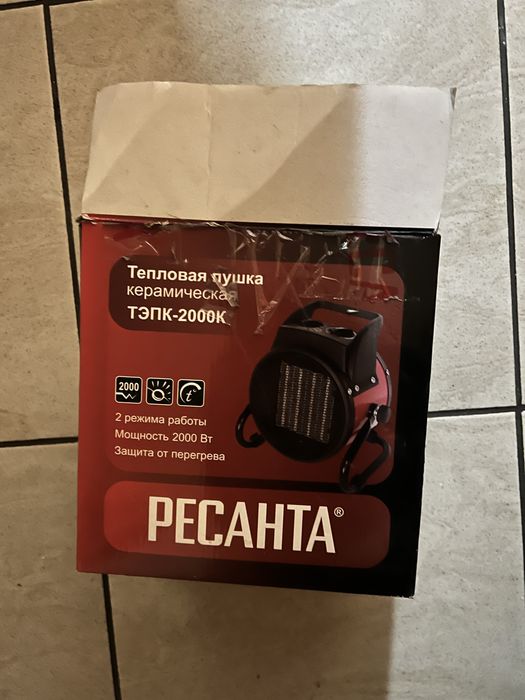 Тепловая пушка
керамическая
ТЭПК-2000К
2000
t°
2 режима работы
Мощность 2000 Вт
Защита от перегрева
РЕСАНТА®